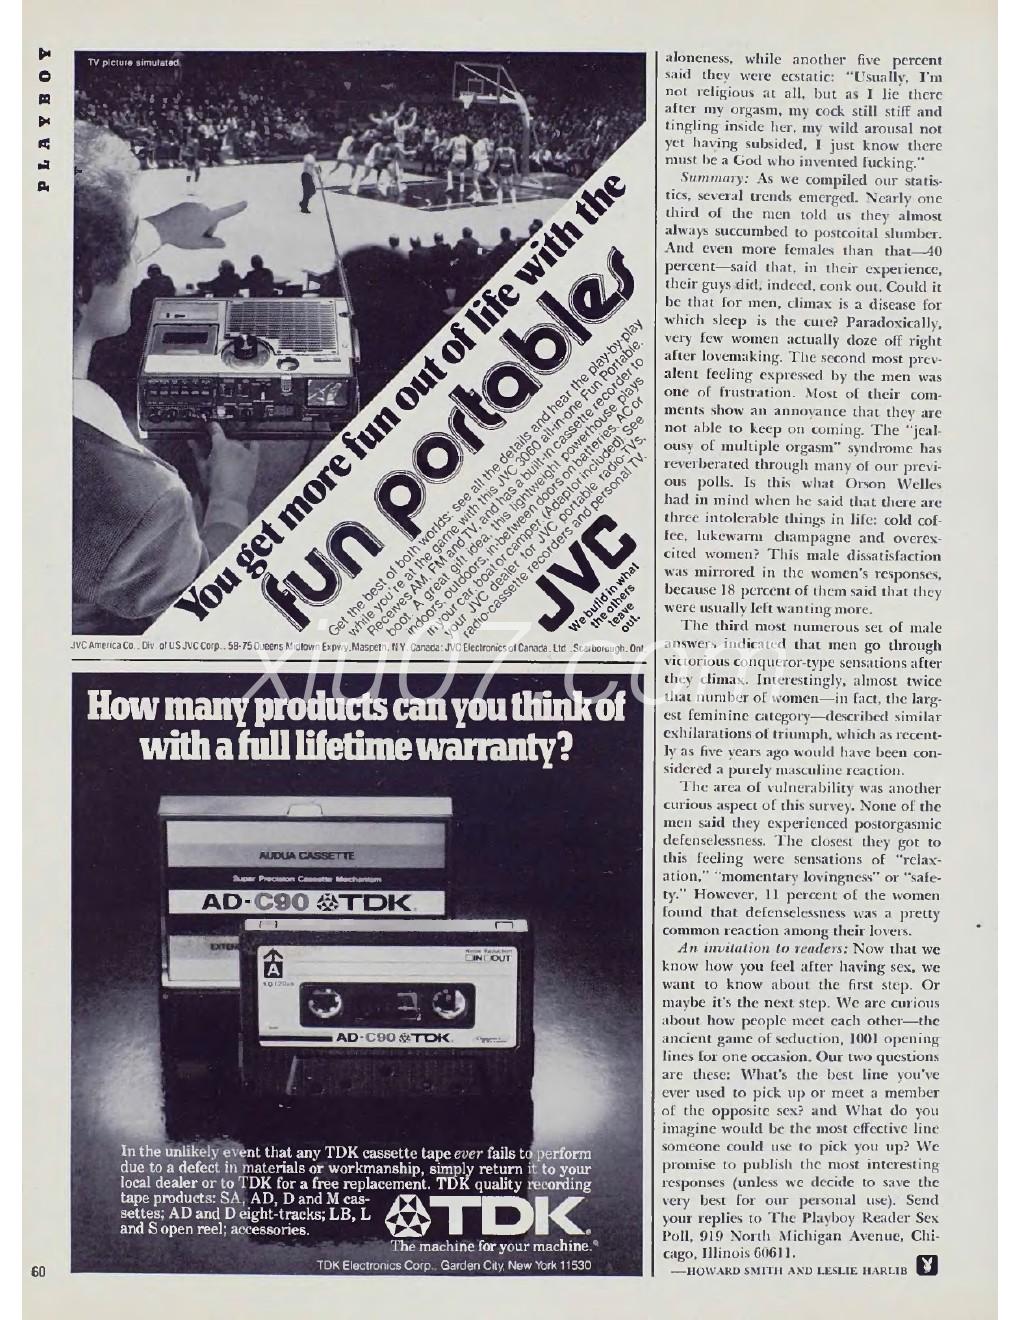 PLAYBOY
TV picture simulated.
You get more fun out of life with the
fun portables
Get the best of both worlds: see all the details and hear the play-by-play
while you're at the game with this JVC 3060 all-in-one Fun Portable.
Receives AM, FM and TV, and has a built-in cassette recorder to
boot. A great gift idea, this lightweight powerhouse plays
indoors, outdoors, in-between doors on batteries, AC or
in your car, boat or camper. (Adaptor included). See
your JVC dealer for JVC portable radio-TVs,
radio/cassette recorders and personal TV.
JVC
We build in what
the others
leave
out.
JVC America Co., Div. of US JVC Corp., 58-75 Queens Midtown Expwy, Maspeth, N.Y. Canada: JVC Electronics of Canada, Ltd., Scarborough, Ont.
How many products can you think of
with a full lifetime warranty?
AUDUA CASSETTE
Super Precision Cassette Mechanism
AD-C90 TDK
A
Noise Reduction
IN OUT
AD-C90 TDK
In the unlikely event that any TDK cassette tape ever fails to perform
due to a defect in materials or workmanship, simply return it to your
local dealer or to TDK for a free replacement. TDK quality recording
tape products: SA, AD, D and M cas-
settes; AD and D eight-tracks; LB, L
and S open reel; accessories.
TDK
The machine for your machine.®
TDK Electronics Corp., Garden City, New York 11530
60
aloneness, while another five percent
said they were ecstatic: "Usually, I'm
not religious at all, but as I lie there
after my orgasm, my cock still stiff and
tingling inside her, my wild arousal not
yet having subsided, I just know there
must be a God who invented fucking."
Summary: As we compiled our statis-
tics, several trends emerged. Nearly one
third of the men told us they almost
always succumbed to postcoital slumber.
And even more females than that—40
percent—said that, in their experience,
their guys did, indeed, conk out. Could it
be that for men, climax is a disease for
which sleep is the cure? Paradoxically,
very few women actually doze off right
after lovemaking. The second most prev-
alent feeling expressed by the men was
one of frustration. Most of their com-
ments show an annoyance that they are
not able to keep on coming. The "jeal-
ousy of multiple orgasm" syndrome has
reverberated through many of our previ-
ous polls. Is this what Orson Welles
had in mind when he said that there are
three intolerable things in life: cold cof-
fee, lukewarm champagne and overex-
cited women? This male dissatisfaction
was mirrored in the women's responses,
because 18 percent of them said that they
were usually left wanting more.
The third most numerous set of male
answers indicated that men go through
victorious conqueror-type sensations after
they climax. Interestingly, almost twice
that number of women—in fact, the larg-
est feminine category—described similar
exhilarations of triumph, which as recent-
ly as five years ago would have been con-
sidered a purely masculine reaction.
The area of vulnerability was another
curious aspect of this survey. None of the
men said they experienced postorgasmic
defenselessness. The closest they got to
this feeling were sensations of "relax-
ation," "momentary lovingness" or "safe-
ty." However, 11 percent of the women
found that defenselessness was a pretty
common reaction among their lovers.
An invitation to readers: Now that we
know how you feel after having sex, we
want to know about the first step. Or
maybe it's the next step. We are curious
about how people meet each other—the
ancient game of seduction, 1001 opening
lines for one occasion. Our two questions
are these: What's the best line you've
ever used to pick up or meet a member
of the opposite sex? and What do you
imagine would be the most effective line
someone could use to pick you up? We
promise to publish the most interesting
responses (unless we decide to save the
very best for our personal use). Send
your replies to The Playboy Reader Sex
Poll, 919 North Michigan Avenue, Chi-
cago, Illinois 60611.
—HOWARD SMITH AND LESLIE HARLIB
xiu07.com